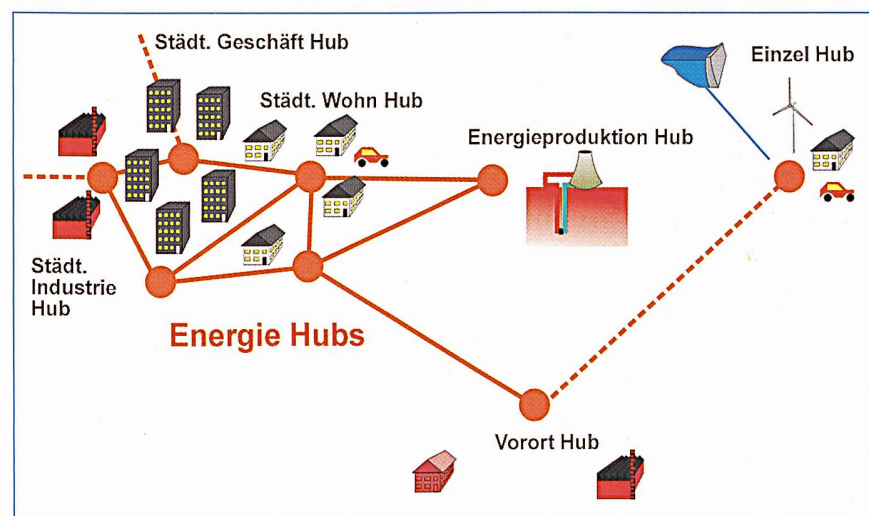 Städt. Geschäft Hub
Städt. Wohn Hub
Einzel Hub
Energieproduktion Hub
Städt.
Industrie
Hub
Energie Hubs
Vorort Hub